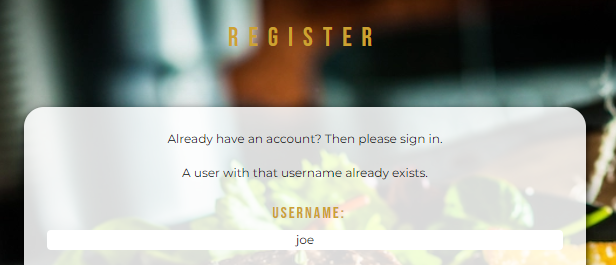 REGISTER
Already have an account? Then please sign in.
A user with that username already exists.
USERNAME:
joe